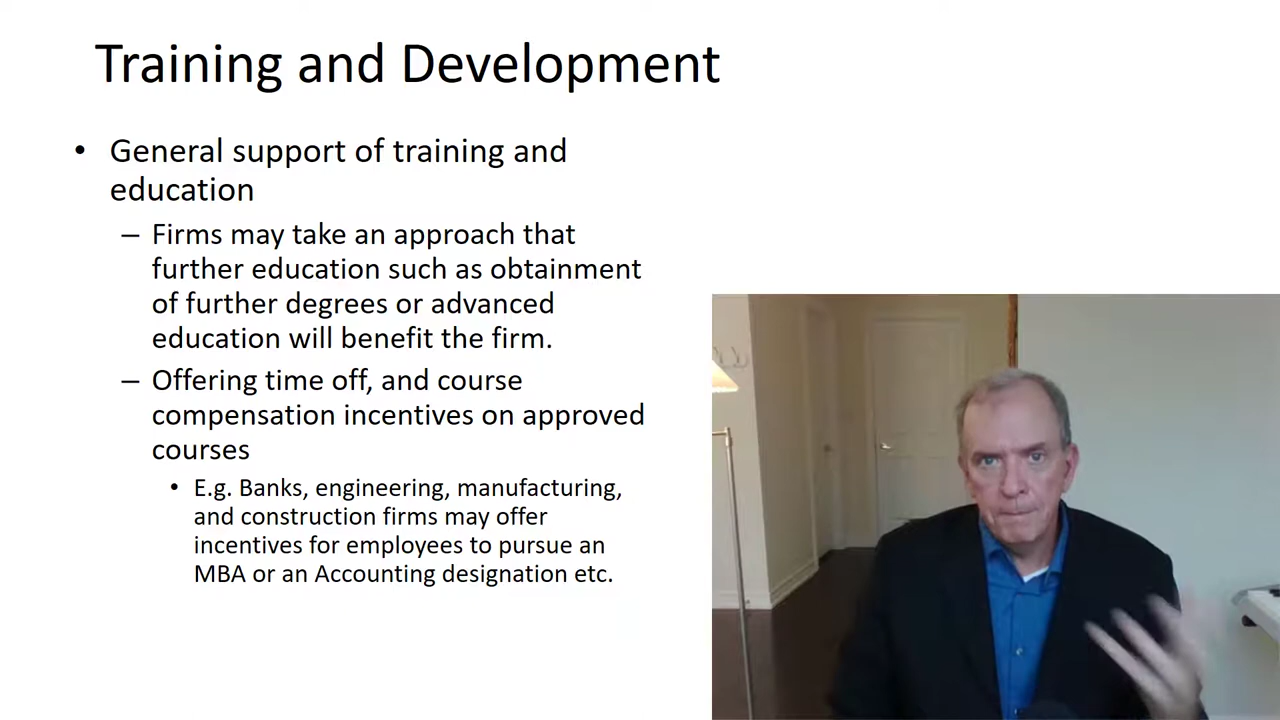 Training and Development
• General support of training and
education
– Firms may take an approach that
further education such as obtainment
of further degrees or advanced
education will benefit the firm.
– Offering time off, and course
compensation incentives on approved
courses
• E.g. Banks, engineering, manufacturing,
and construction firms may offer
incentives for employees to pursue an
MBA or an Accounting designation etc.